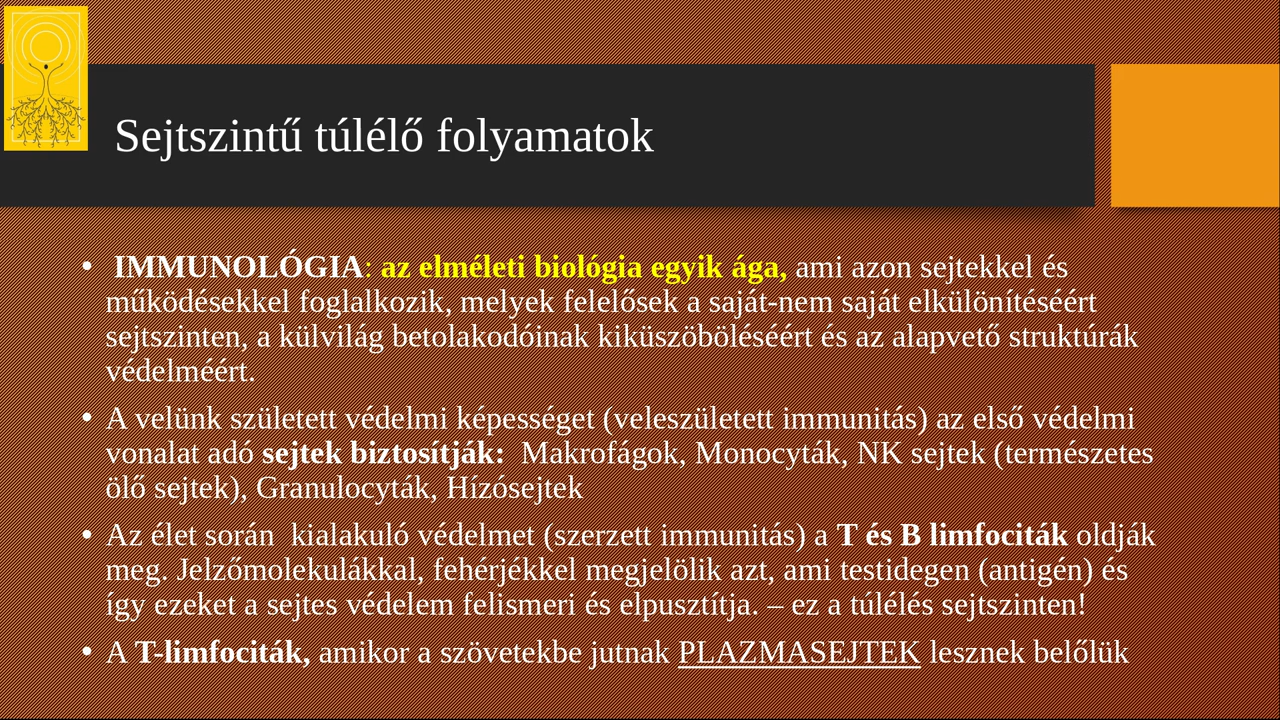 Sejtszintű túlélő folyamatok
• IMMUNOLÓGIA: az elméleti biológia egyik ága, ami azon sejtekkel és
működésekkel foglalkozik, melyek felelősek a saját-nem saját elkülönítéséért
sejtszinten, a külvilág betolakodóinak kiküszöböléséért és az alapvető struktúrák
védelméért.
• A velünk született védelmi képességet (veleszületett immunitás) az első védelmi
vonalat adó sejtek biztosítják:  Makrofágok, Monocyták, NK sejtek (természetes
ölő sejtek), Granulocyták, Hízósejtek
• Az élet során  kialakuló védelmet (szerzett immunitás) a T és B limfociták oldják
meg. Jelzőmolekulákkal, fehérjékkel megjelölik azt, ami testidegen (antigén) és
így ezeket a sejtes védelem felismeri és elpusztítja. – ez a túlélés sejtszinten!
• A T-limfociták, amikor a szövetekbe jutnak PLAZMASEJTEK lesznek belőlük